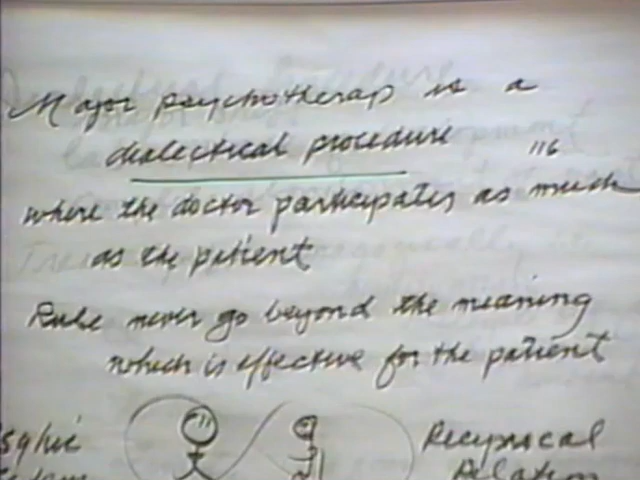 Major psychotherap is a
dialectical procedure 116
where the doctor participates as much
as the patient
Rule never go beyond the meaning
which is effective for the patient
Reciprocal